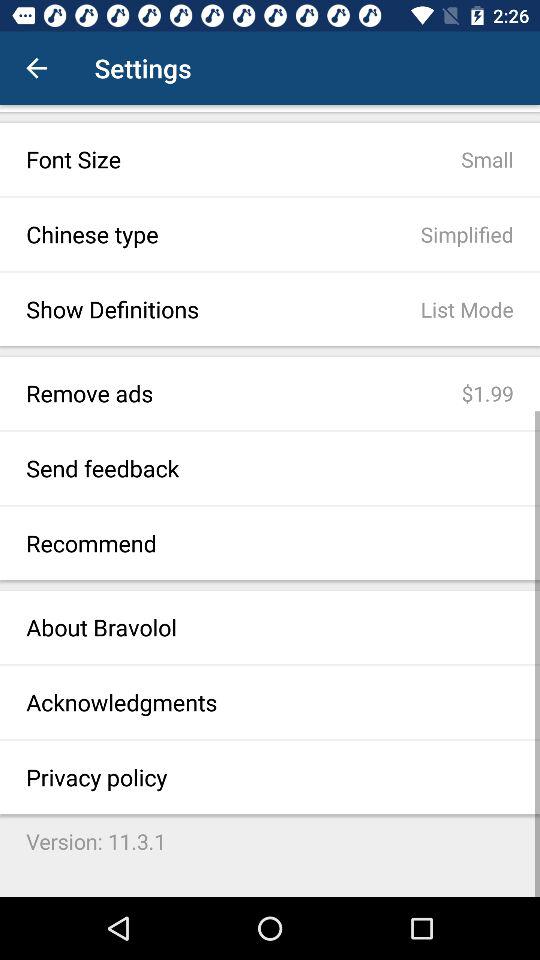 2:26
Settings
Font Size Small
Chinese type Simplified
Show Definitions List Mode
Remove ads $1.99
Send feedback
Recommend
About Bravolol
Acknowledgments
Privacy policy
Version: 11.3.1